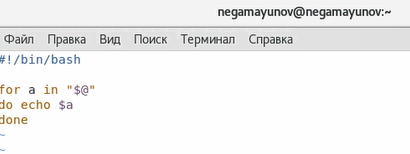 negamayunov@negamayunov:~
Файл Правка Вид Поиск Терминал Справка
#!/bin/bash
for a in "$@"
do echo $a
done
~
~